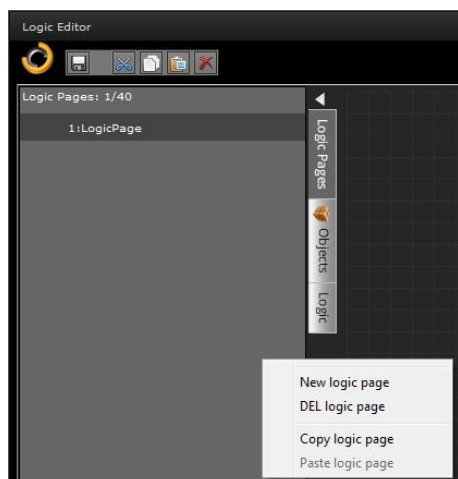 Logic Editor
Logic Pages: 1/40
1:LogicPage
Logic Pages
Objects
Logic
New logic page
DEL logic page
Copy logic page
Paste logic page